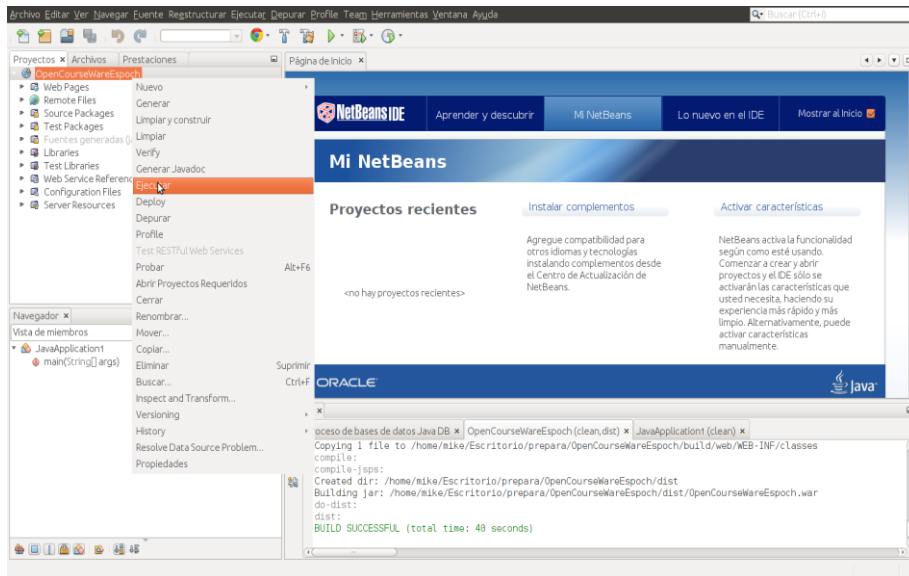 Archivo Editar Ver Navegar Fuente Regstructurar Ejecutar Depurar Profile Team Herramientas Ventana Ayuda
Buscar (Ctrl+I)
Proyectos Archivos Prestaciones
OpenCourseWareEspoch
Web Pages
Remote Files
Source Packages
Test Packages
Fuentes generadas
Libraries
Test Libraries
Web Service
Configuration Files
Server Resources
Nuevo
Generar
Limpiar y construir
Limpiar
Verify
Generar Javadoc
Ejecutar
Deploy
Depurar
Profile
Test RESTful Web Services
Probar Alt+F6
Abrir Proyectos Requeridos
Cerrar
Renombrar...
Mover...
Copiar...
Eliminar Suprimir
Buscar... Ctrl+F
Inspect and Transform...
Versioning
History
Resolve Data Source Problem...
Propiedades
Navegador
Vista de miembros
JavaApplication1
main(String[] args)
Página de Inicio
NetBeans IDE
Aprender y descubrir
Mi NetBeans
Lo nuevo en el IDE
Mostrar al Inicio
Mi NetBeans
Proyectos recientes
<no hay proyectos recientes>
Instalar complementos
Agregue compatibilidad para
otros idiomas y tecnologías
instalando complementos desde
el Centro de Actualización de
NetBeans.
Activar características
NetBeans activa la funcionalidad
según como esté usando.
Comenzar a crear y abrir
proyectos y el IDE sólo se
activarán las características que
usted necesita, haciendo su
experiencia más rápido y más
limpio. Alternativamente, puede
activar características
manualmente.
ORACLE
Java
oceso de bases de datos Java DB OpenCourseWareEspoch (clean,dist) JavaApplication1 (clean)
Copying 1 file to /home/mike/Escritorio/prepara/OpenCourseWareEspoch/build/web/WEB-INF/classes
compile:
compile-jsps:
Created dir: /home/mike/Escritorio/prepara/OpenCourseWareEspoch/dist
Building jar: /home/mike/Escritorio/prepara/OpenCourseWareEspoch/dist/OpenCourseWareEspoch.war
do-dist:
dist:
BUILD SUCCESSFUL (total time: 40 seconds)